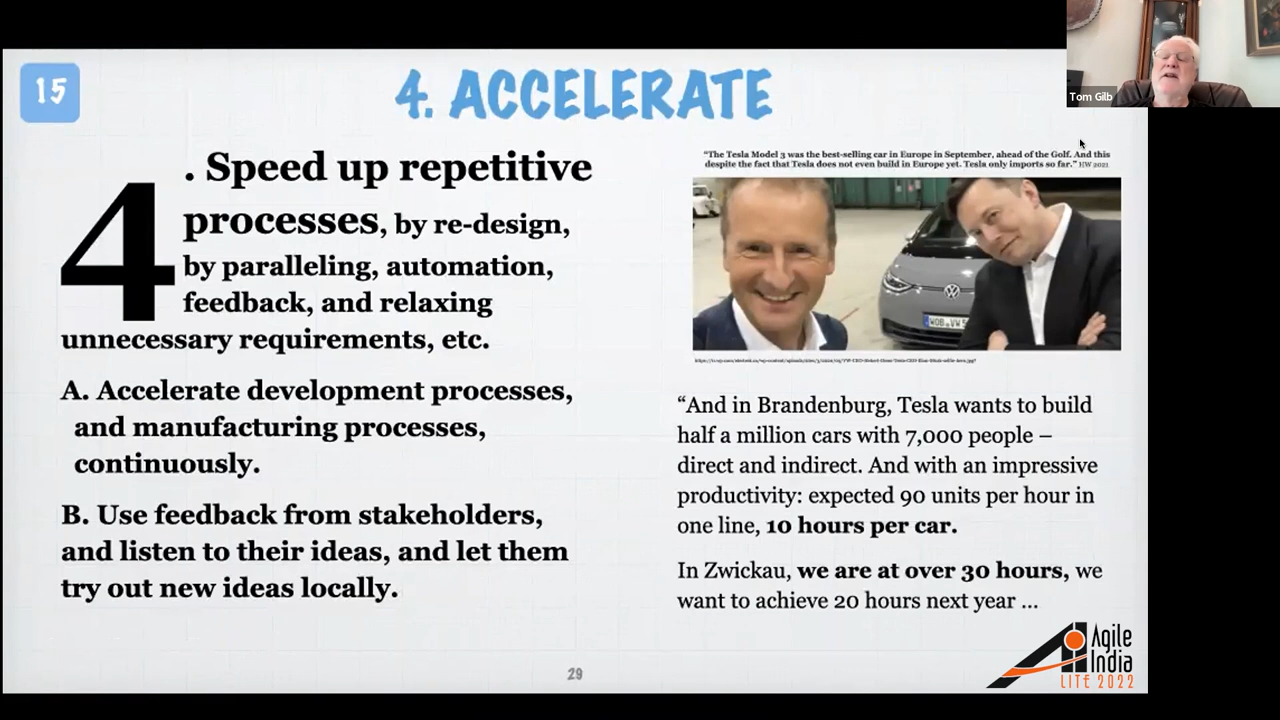 15
4. ACCELERATE
4. Speed up repetitive
processes, by re-design,
by paralleling, automation,
feedback, and relaxing
unnecessary requirements, etc.
A. Accelerate development processes,
and manufacturing processes,
continuously.
B. Use feedback from stakeholders,
and listen to their ideas, and let them
try out new ideas locally.
“The Tesla Model 3 was the best-selling car in Europe in September, ahead of the Golf. And this
despite the fact that Tesla does not even build in Europe yet. Tesla only imports so far.” HW 2021
“And in Brandenburg, Tesla wants to build
half a million cars with 7,000 people –
direct and indirect. And with an impressive
productivity: expected 90 units per hour in
one line, 10 hours per car.
In Zwickau, we are at over 30 hours, we
want to achieve 20 hours next year ...
29
Agile
India
LITE 2022
Tom Gilb